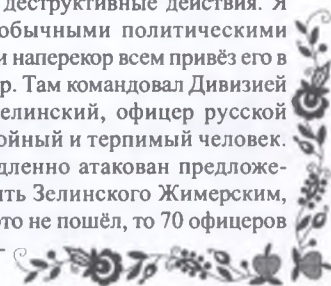 деструктивные действия. Я
обычными политическими
и наперекор всем привёз его в
р. Там командовал Дивизией
елинский, офицер русской
ойный и терпимый человек.
дленно атакован предложе-
ить Зелинского Жимерским,
это не пошёл, то 70 офицеров